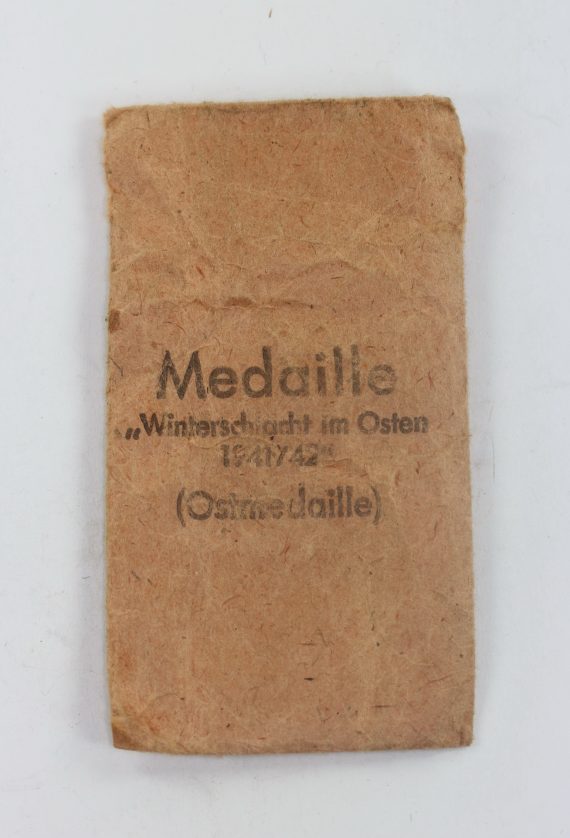 Medaille
„Winterschlacht im Osten
1941/42"
(Ostmedaille)